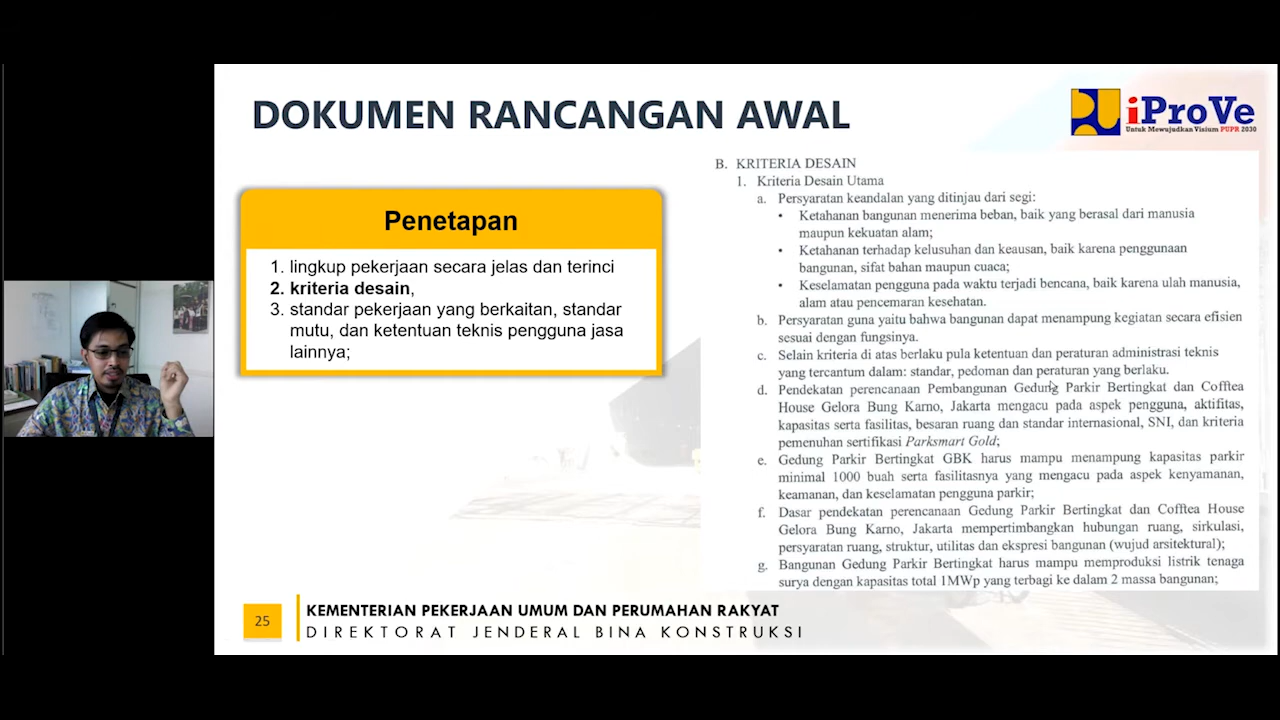 DOKUMEN RANCANGAN AWAL
iProVe
Untuk Mewujudkan Visium PUPR 2030
Penetapan
1. lingkup pekerjaan secara jelas dan terinci
2. kriteria desain,
3. standar pekerjaan yang berkaitan, standar
mutu, dan ketentuan teknis pengguna jasa
lainnya;
B. KRITERIA DESAIN
1. Kriteria Desain Utama
a. Persyaratan keandalan yang ditinjau dari segi:
• Ketahanan bangunan menerima beban, baik yang berasal dari manusia
maupun kekuatan alam;
• Ketahanan terhadap kelusuhan dan keausan, baik karena penggunaan
bangunan, sifat bahan maupun cuaca;
• Keselamatan pengguna pada waktu terjadi bencana, baik karena ulah manusia,
alam atau pencemaran kesehatan.
b. Persyaratan guna yaitu bahwa bangunan dapat menampung kegiatan secara efisien
sesuai dengan fungsinya.
c. Selain kriteria di atas berlaku pula ketentuan dan peraturan administrasi teknis
yang tercantum dalam: standar, pedoman dan peraturan yang berlaku.
d. Pendekatan perencanaan Pembangunan Gedung Parkir Bertingkat dan Cofftea
House Gelora Bung Karno, Jakarta mengacu pada aspek pengguna, aktifitas,
kapasitas serta fasilitas, besaran ruang dan standar internasional, SNI, dan kriteria
pemenuhan sertifikasi Parksmart Gold;
e. Gedung Parkir Bertingkat GBK harus mampu menampung kapasitas parkir
minimal 1000 buah serta fasilitasnya yang mengacu pada aspek kenyamanan,
keamanan, dan keselamatan pengguna parkir;
f. Dasar pendekatan perencanaan Gedung Parkir Bertingkat dan Cofftea House
Gelora Bung Karno, Jakarta mempertimbangkan hubungan ruang, sirkulasi,
persyaratan ruang, struktur, utilitas dan ekspresi bangunan (wujud arsitektural);
g. Bangunan Gedung Parkir Bertingkat harus mampu memproduksi listrik tenaga
surya dengan kapasitas total 1MWp yang terbagi ke dalam 2 massa bangunan;
25
KEMENTERIAN PEKERJAAN UMUM DAN PERUMAHAN RAKYAT
DIREKTORAT JENDERAL BINA KONSTRUKSI